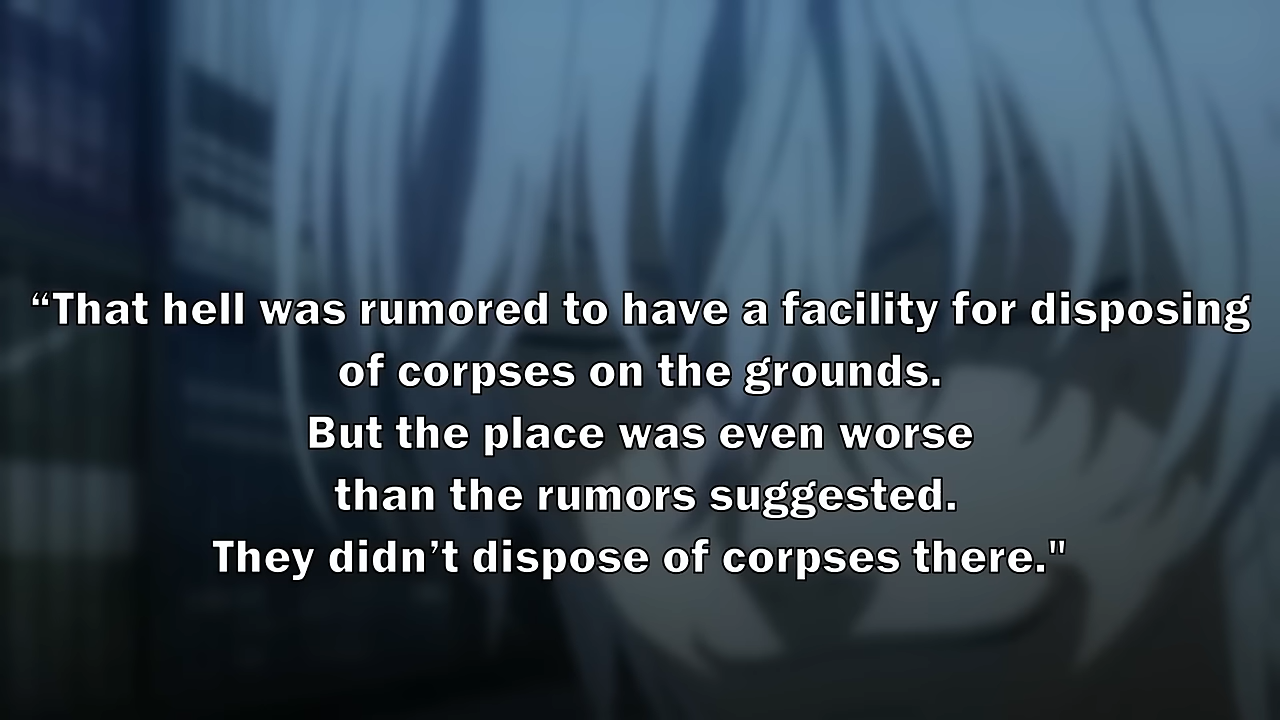 “That hell was rumored to have a facility for disposing
of corpses on the grounds.
But the place was even worse
than the rumors suggested.
They didn’t dispose of corpses there."